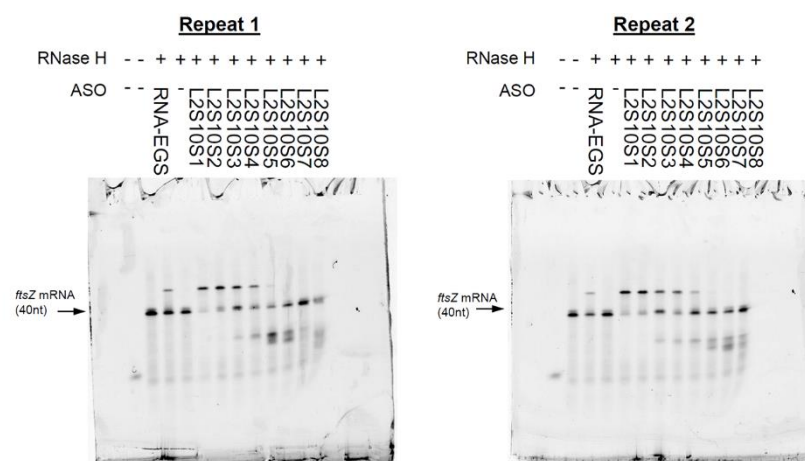 Repeat 1
RNase H - - + + + + + + + + + +
ASO - - RNA-EGS - L2S10S1 L2S10S2 L2S10S3 L2S10S4 L2S10S5 L2S10S6 L2S10S7 L2S10S8
ftsZ mRNA
(40nt)
Repeat 2
RNase H - - + + + + + + + + + +
ASO - - RNA-EGS - L2S10S1 L2S10S2 L2S10S3 L2S10S4 L2S10S5 L2S10S6 L2S10S7 L2S10S8
ftsZ mRNA
(40nt)